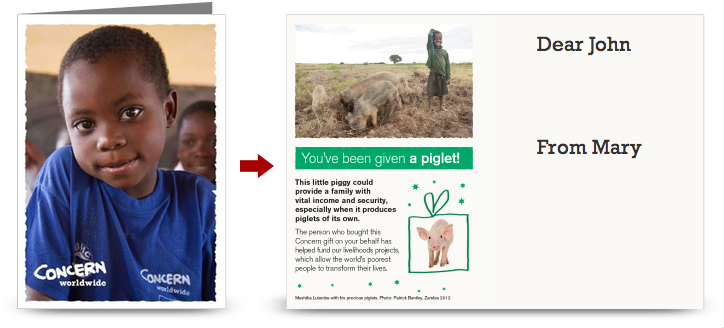 CONCERN
worldwide
CONCERN
worldwide
You've been given a piglet!
This little piggy could
provide a family with
vital income and security,
especially when it produces
piglets of its own.
The person who bought this
Concern gift on your behalf has
helped fund our livelihoods projects,
which allow the world's poorest
people to transform their lives.
Moshiba Lutembo with his precious piglets. Photo: Patrick Bentley, Zambia 2012
Dear John
From Mary